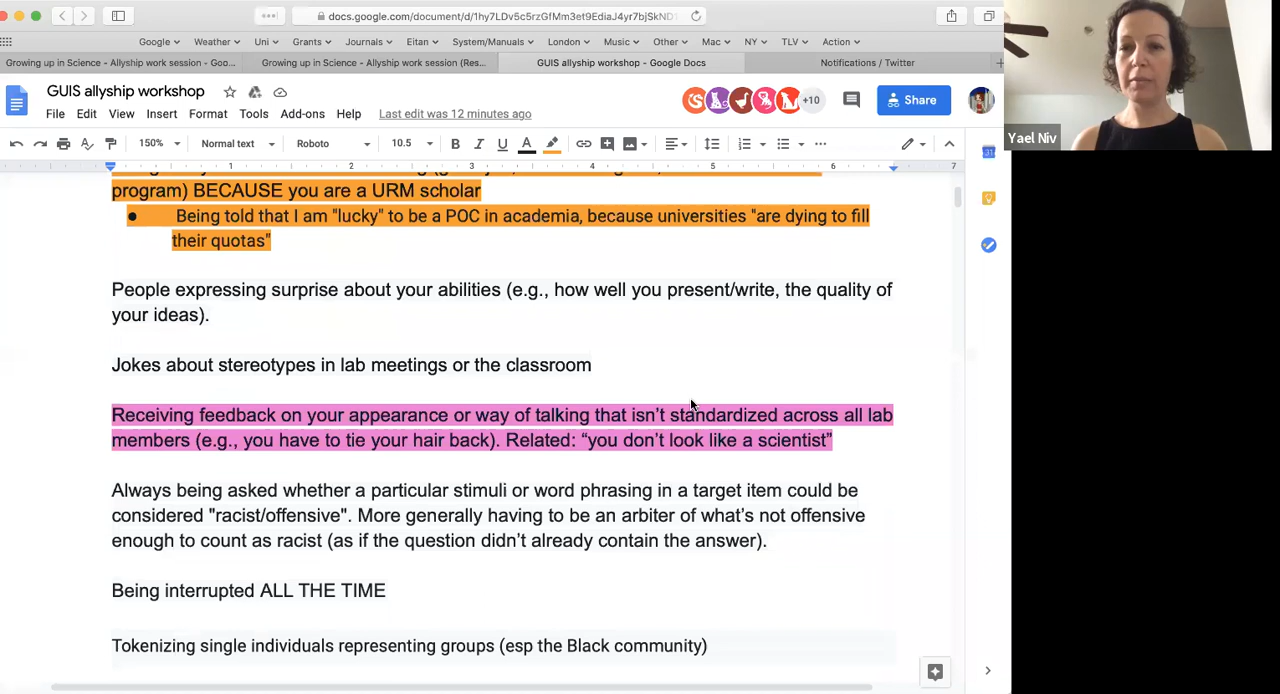 docs.google.com/document/d/1hy7LDv5c5rzGfMm3et9EdiaJ4yr7bjSkND
Google Weather Uni Grants Journals Eitan System/Manuals London Music Other Mac NY TLV Action
Growing up in Science - Allyship work session - Goo... Growing up in Science - Allyship work session (Res... GUIS allyship workshop - Google Docs Notifications / Twitter
GUIS allyship workshop
+10
Share
File Edit View Insert Format Tools Add-ons Help Last edit was 12 minutes ago
150% Normal text Roboto 10.5 B I U A
1 2 3 4 5 6 7
program) BECAUSE you are a URM scholar
● Being told that I am "lucky" to be a POC in academia, because universities "are dying to fill
their quotas"
People expressing surprise about your abilities (e.g., how well you present/write, the quality of
your ideas).
Jokes about stereotypes in lab meetings or the classroom
Receiving feedback on your appearance or way of talking that isn't standardized across all lab
members (e.g., you have to tie your hair back). Related: "you don't look like a scientist"
Always being asked whether a particular stimuli or word phrasing in a target item could be
considered "racist/offensive". More generally having to be an arbiter of what's not offensive
enough to count as racist (as if the question didn't already contain the answer).
Being interrupted ALL THE TIME
Tokenizing single individuals representing groups (esp the Black community)
Yael Niv
31